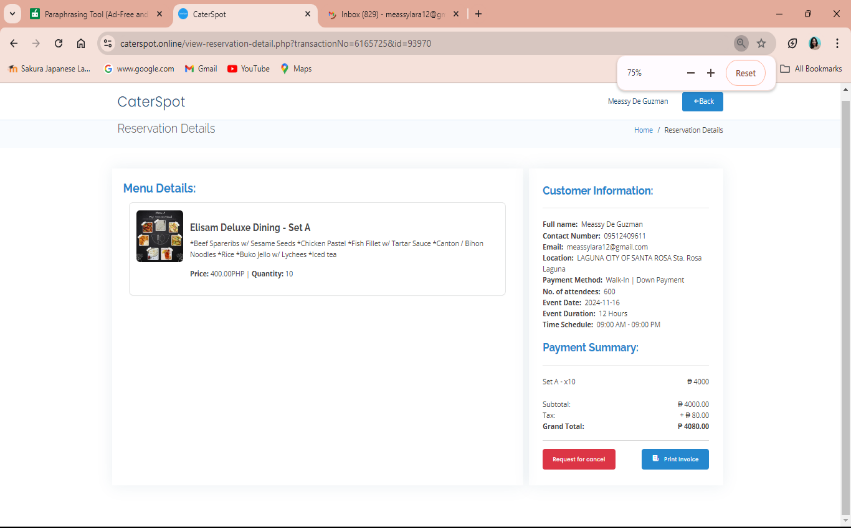 Paraphrasing Tool (Ad-Free and
CaterSpot
Inbox (829) - meassylara12@gm
caterspot.online/view-reservation-detail.php?transactionNo=6165725&id=93970
Sakura Japanese La...
www.google.com
Gmail
YouTube
Maps
75%
Reset
All Bookmarks
CaterSpot
Meassy De Guzman
Back
Reservation Details
Home / Reservation Details
Menu Details:
Elisam Deluxe Dining - Set A
*Beef Spareribs w/ Sesame Seeds *Chicken Pastel *Fish Fillet w/ Tartar Sauce *Canton / Bihon
Noodles *Rice *Buko Jello w/ Lychees *Iced tea
Price: 400.00PHP | Quantity: 10
Customer Information:
Full name: Meassy De Guzman
Contact Number: 09512409611
Email: measslylara12@gmail.com
Location: LAGUNA CITY OF SANTA ROSA Sta. Rosa
Laguna
Payment Method: Walk-in | Down Payment
No. of attendees: 600
Event Date: 2024-11-16
Event Duration: 12 Hours
Time Schedule: 09:00 AM - 09:00 PM
Payment Summary:
Set A - x10 ₱ 4000
Subtotal: ₱ 4000.00
Tax: + ₱ 80.00
Grand Total: ₱ 4080.00
Request for cancel
Print Invoice